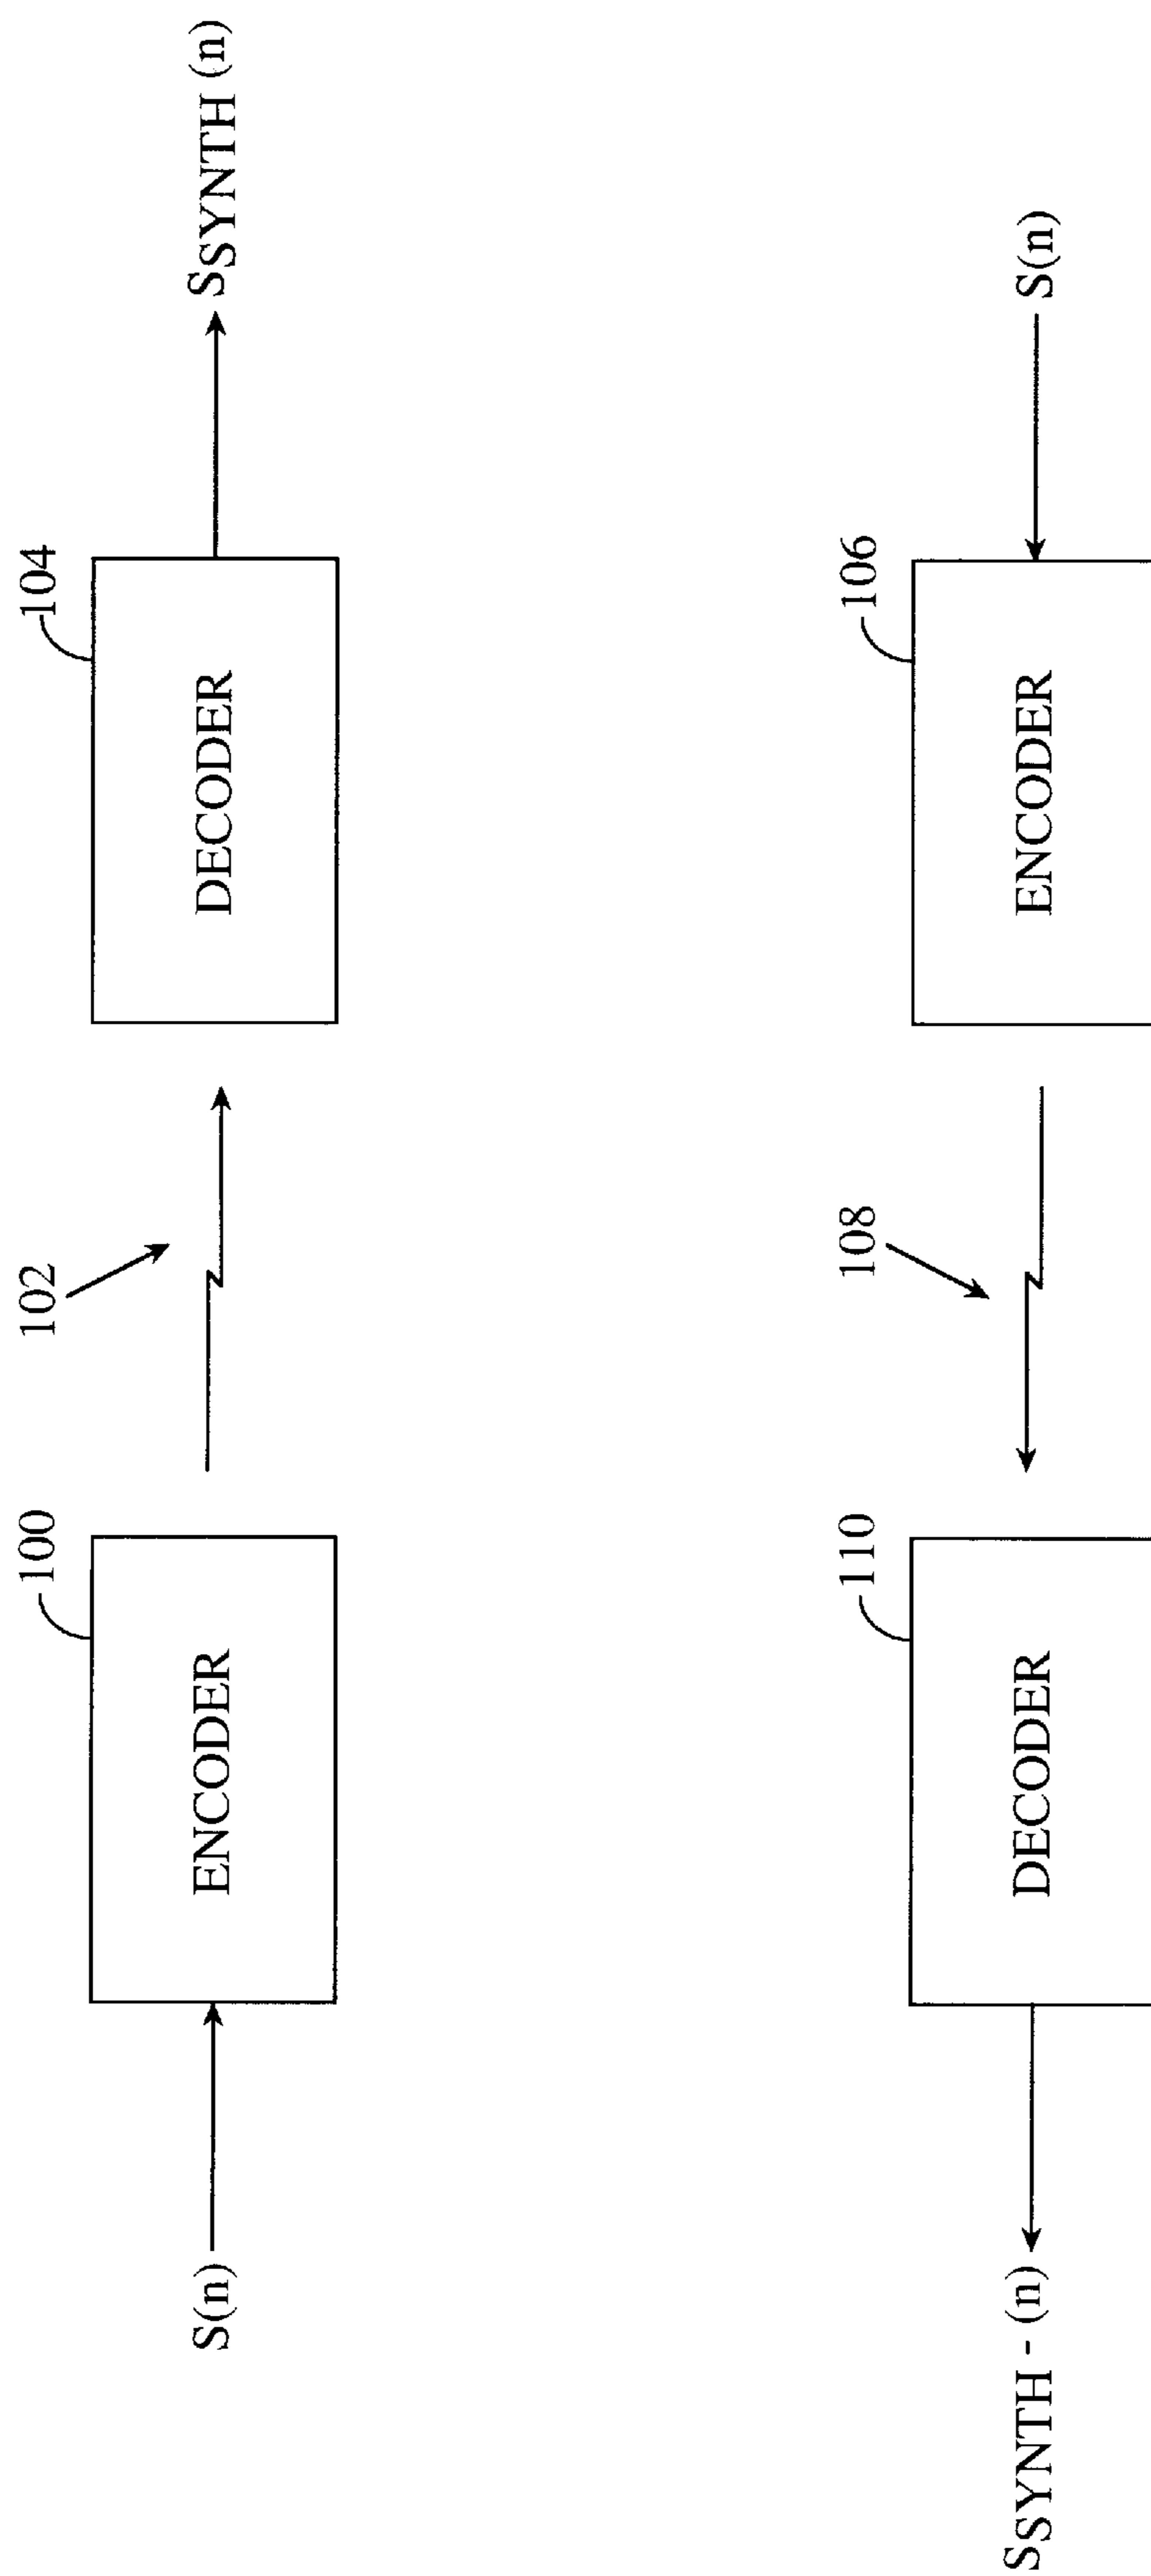 100
102
104
S(n)
ENCODER
DECODER
SSYNTH (n)
110
108
106
SSYNTH - (n)
DECODER
ENCODER
S(n)